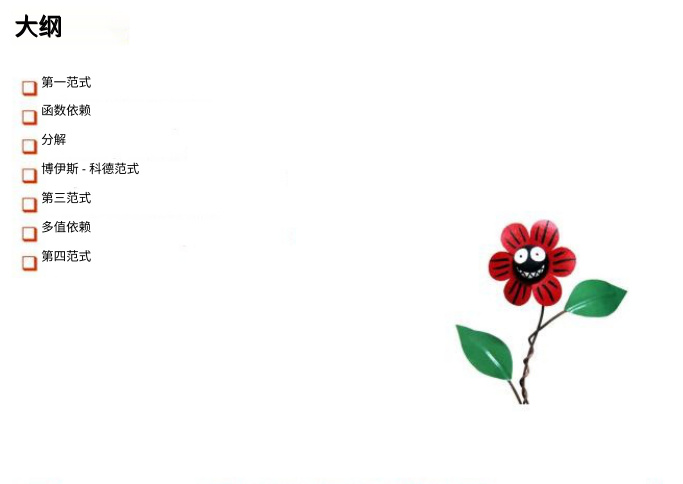 大纲
第一范式
函数依赖
分解
博伊斯 - 科德范式
第三范式
多值依赖
第四范式